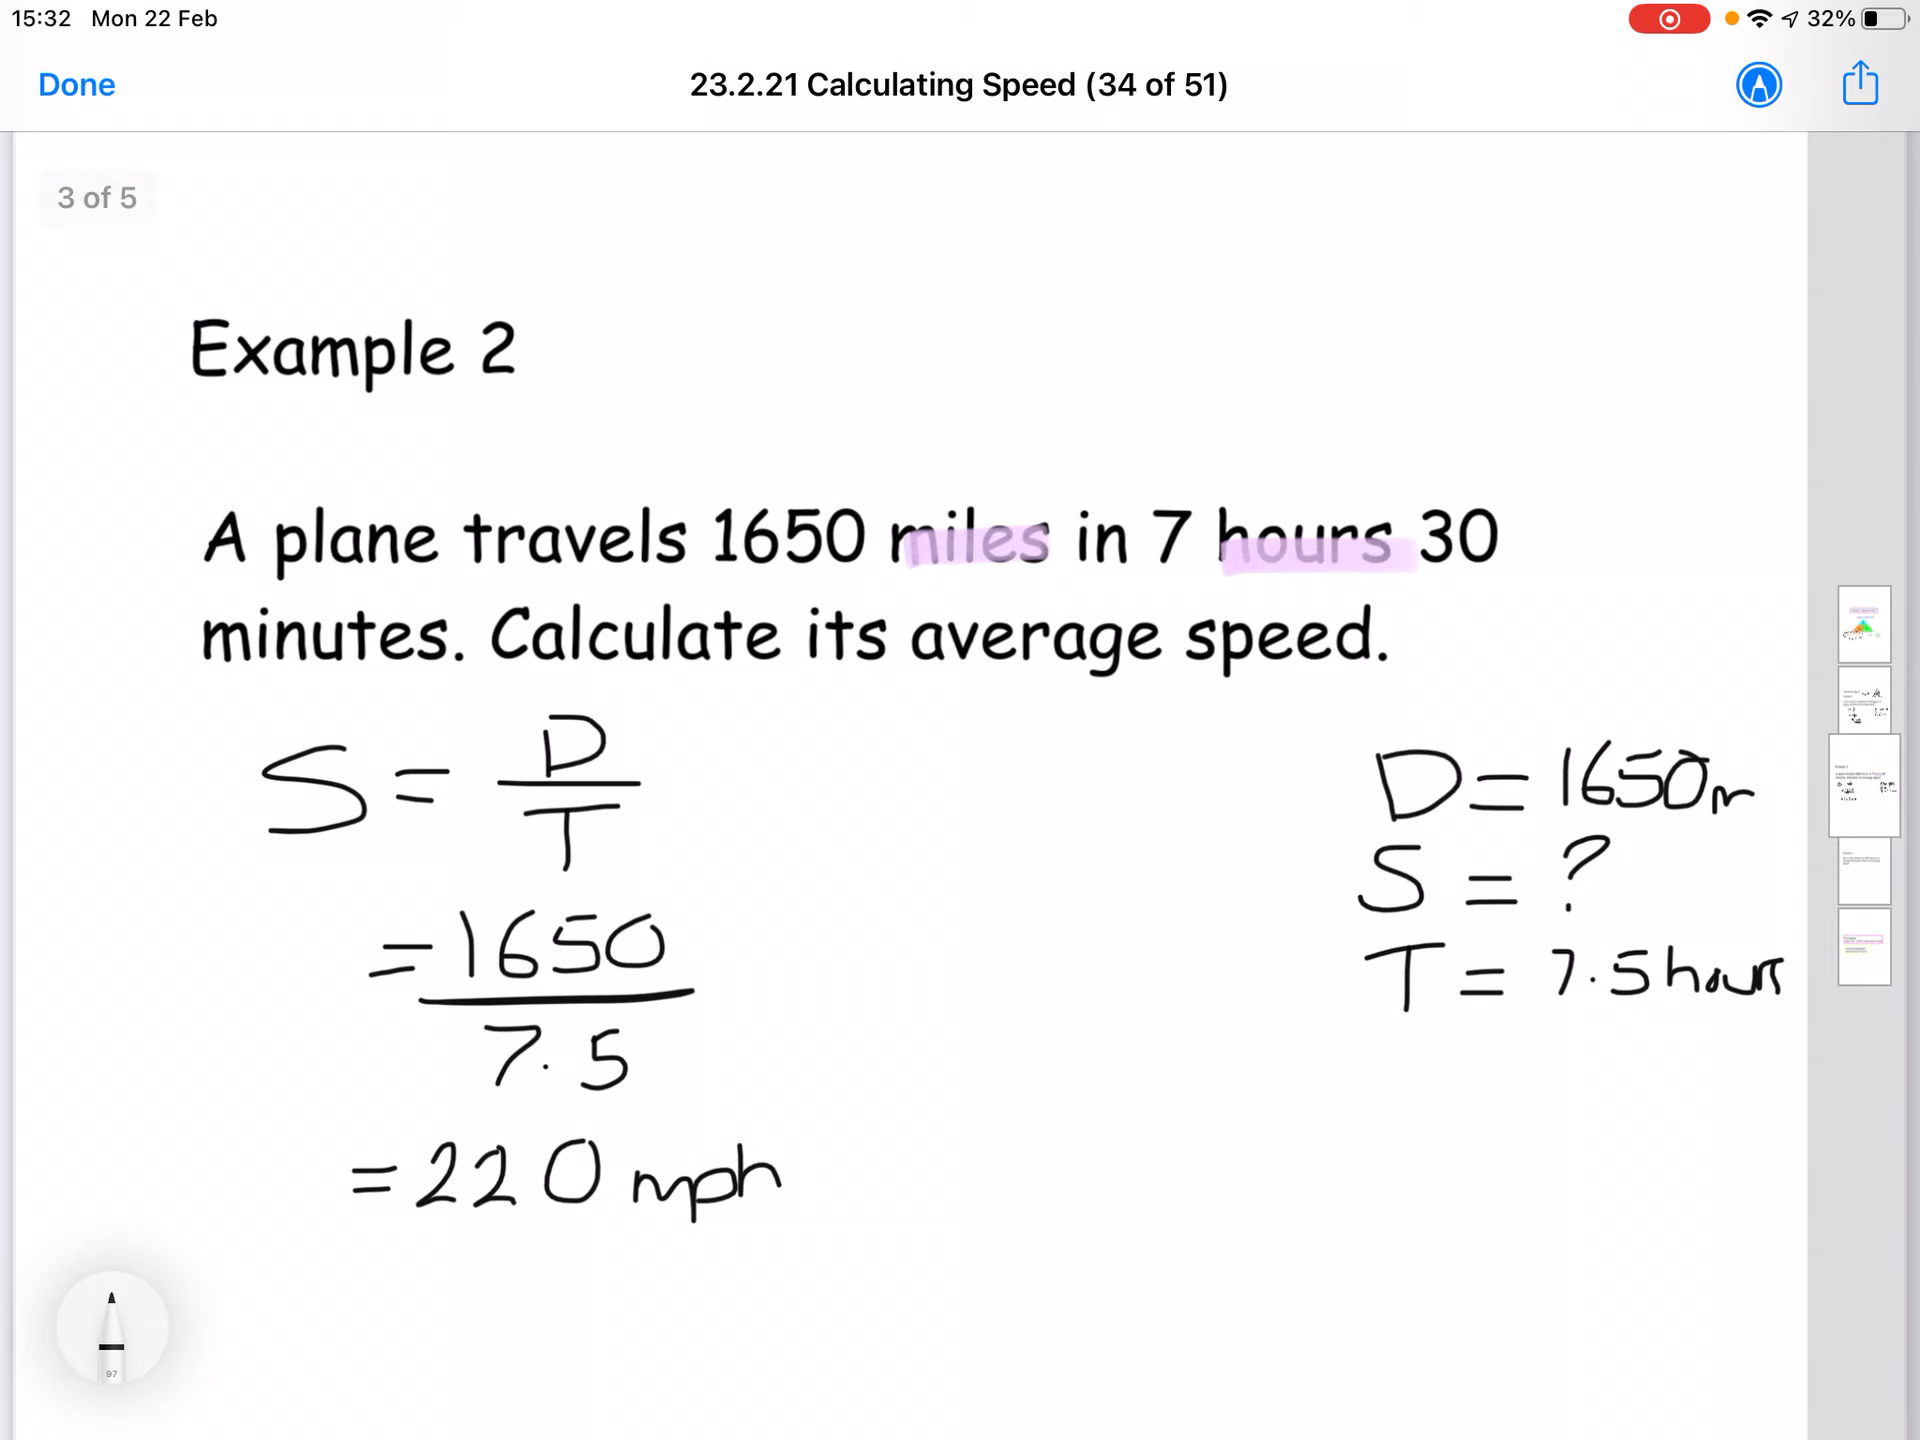 15:32 Mon 22 Feb 32%
Done 23.2.21 Calculating Speed (34 of 51)
3 of 5
Example 2
A plane travels 1650 miles in 7 hours 30
minutes. Calculate its average speed.
S = D
T
= 1650
7.5
= 220 mph
D = 1650m
S = ?
T = 7.5 hours
97